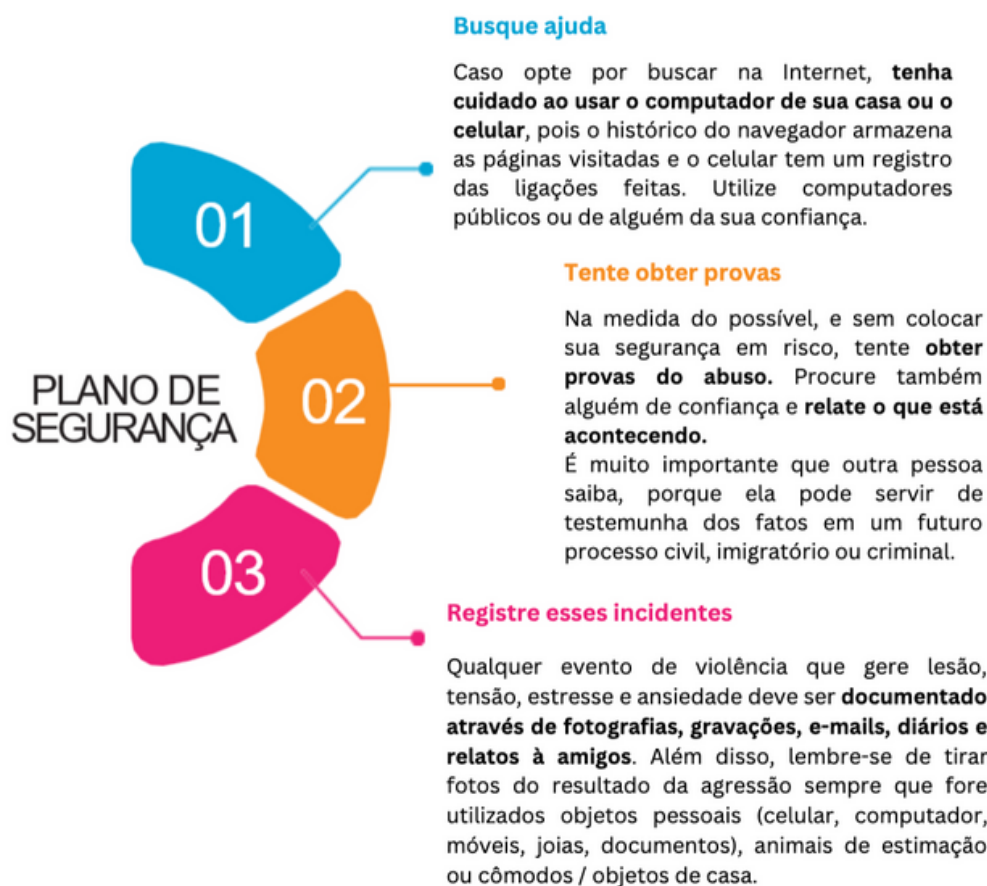 Busque ajuda
Caso opte por buscar na Internet, tenha
cuidado ao usar o computador de sua casa ou o
celular, pois o histórico do navegador armazena
as páginas visitadas e o celular tem um registro
das ligações feitas. Utilize computadores
públicos ou de alguém da sua confiança.
01
Tente obter provas
Na medida do possível, e sem colocar
sua segurança em risco, tente obter
provas do abuso. Procure também
alguém de confiança e relate o que está
acontecendo.
É muito importante que outra pessoa
saiba, porque ela pode servir de
testemunha dos fatos em um futuro
processo civil, imigratório ou criminal.
02
PLANO DE
SEGURANÇA
03
Registre esses incidentes
Qualquer evento de violência que gere lesão,
tensão, estresse e ansiedade deve ser documentado
através de fotografias, gravações, e-mails, diários e
relatos à amigos. Além disso, lembre-se de tirar
fotos do resultado da agressão sempre que fore
utilizados objetos pessoais (celular, computador,
móveis, joias, documentos), animais de estimação
ou cômodos / objetos de casa.